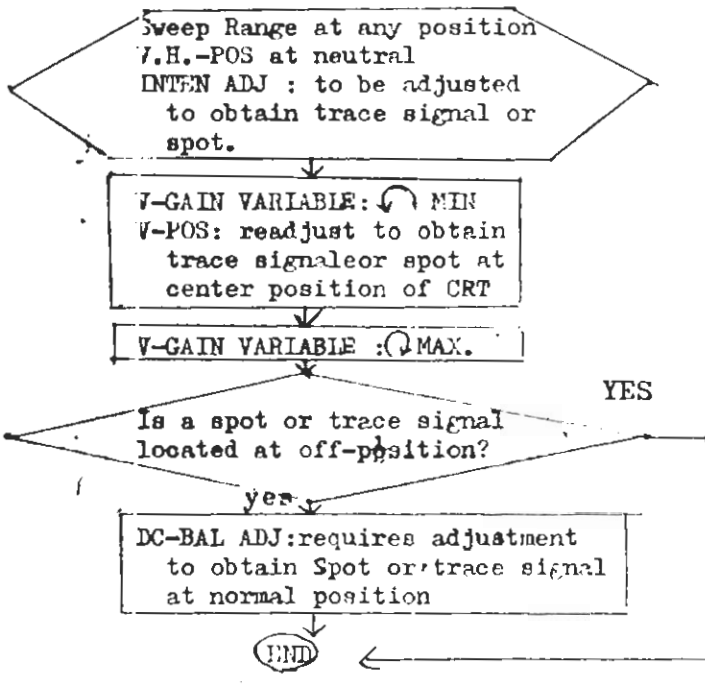 Sweep Range at any position
V.H.-POS at neutral
INTEN ADJ : to be adjusted
to obtain trace signal or
spot.
V-GAIN VARIABLE: MIN
V-POS: readjust to obtain
trace signaleor spot at
center position of CRT
V-GAIN VARIABLE : MAX.
YES
Is a spot or trace signal
located at off-position?
yes
DC-BAL ADJ:requires adjustment
to obtain Spot or trace signal
at normal position
END